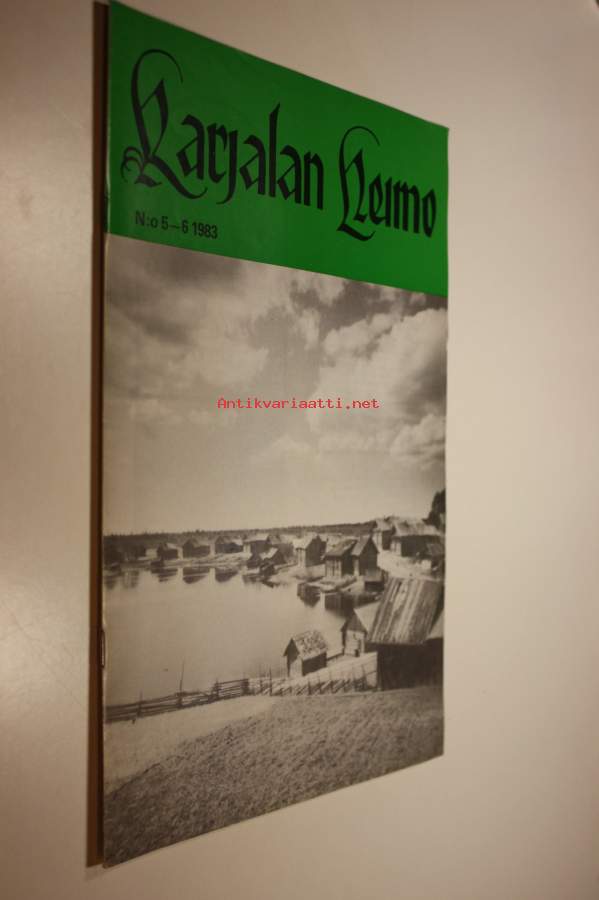 Karjalan Heimo
N:o 5–6 1983
Antikvariaatti.net